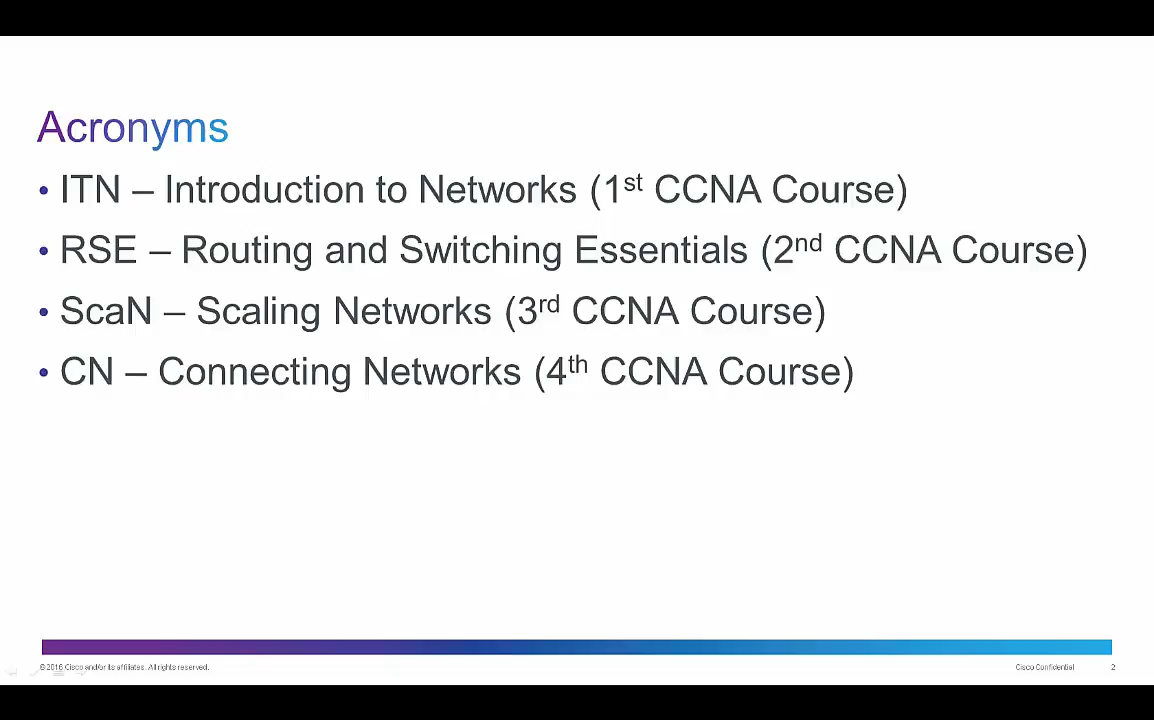 Acronyms
• ITN – Introduction to Networks (1st CCNA Course)
• RSE – Routing and Switching Essentials (2nd CCNA Course)
• ScaN – Scaling Networks (3rd CCNA Course)
• CN – Connecting Networks (4th CCNA Course)
© 2016 Cisco and/or its affiliates. All rights reserved.
Cisco Confidential
2